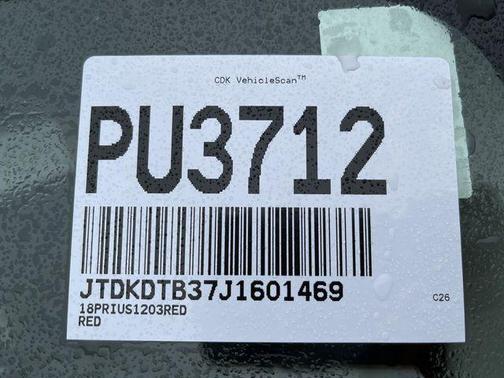 CDK VehicleScan™
PU3712
JTDKDTB37J1601469
18PRIUS1203RED
RED
C26